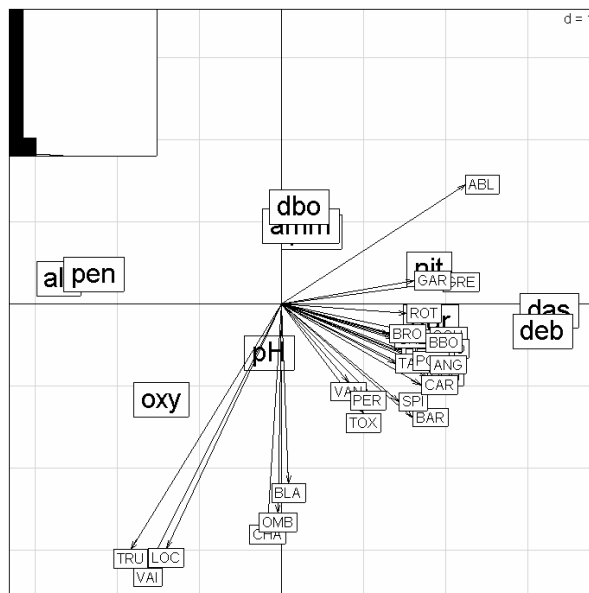 d = 1
ABL
dbo
amm
al
pen
nit
GAR
GRE
ROT
das
deb
BRO
BBO
pH
TA
ANG
CAR
VAN
PER
SPI
BAR
TOX
oxy
BLA
OMB
CHA
TRU
LOC
VAI